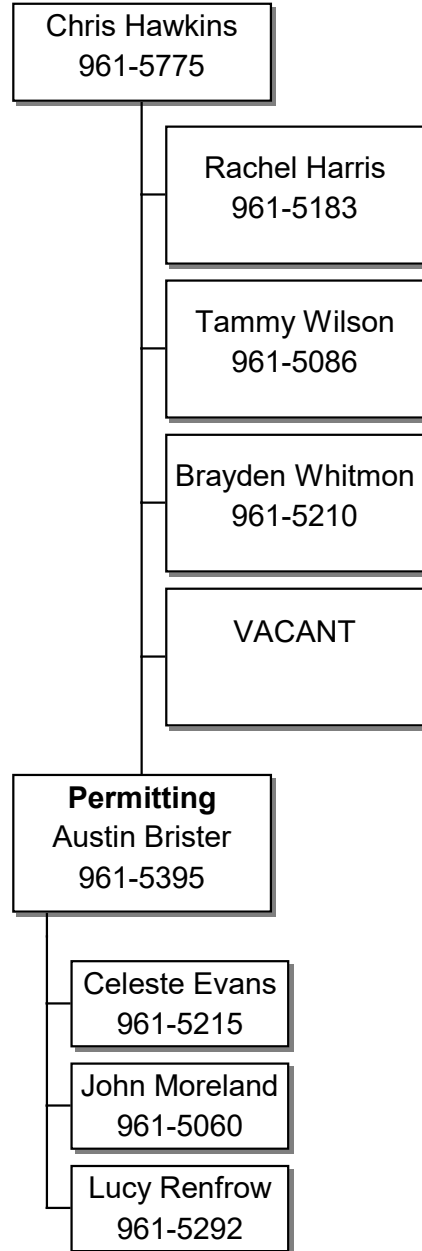 Chris Hawkins
961-5775
Rachel Harris
961-5183
Tammy Wilson
961-5086
Brayden Whitmon
961-5210
VACANT
Permitting
Austin Brister
961-5395
Celeste Evans
961-5215
John Moreland
961-5060
Lucy Renfrow
961-5292